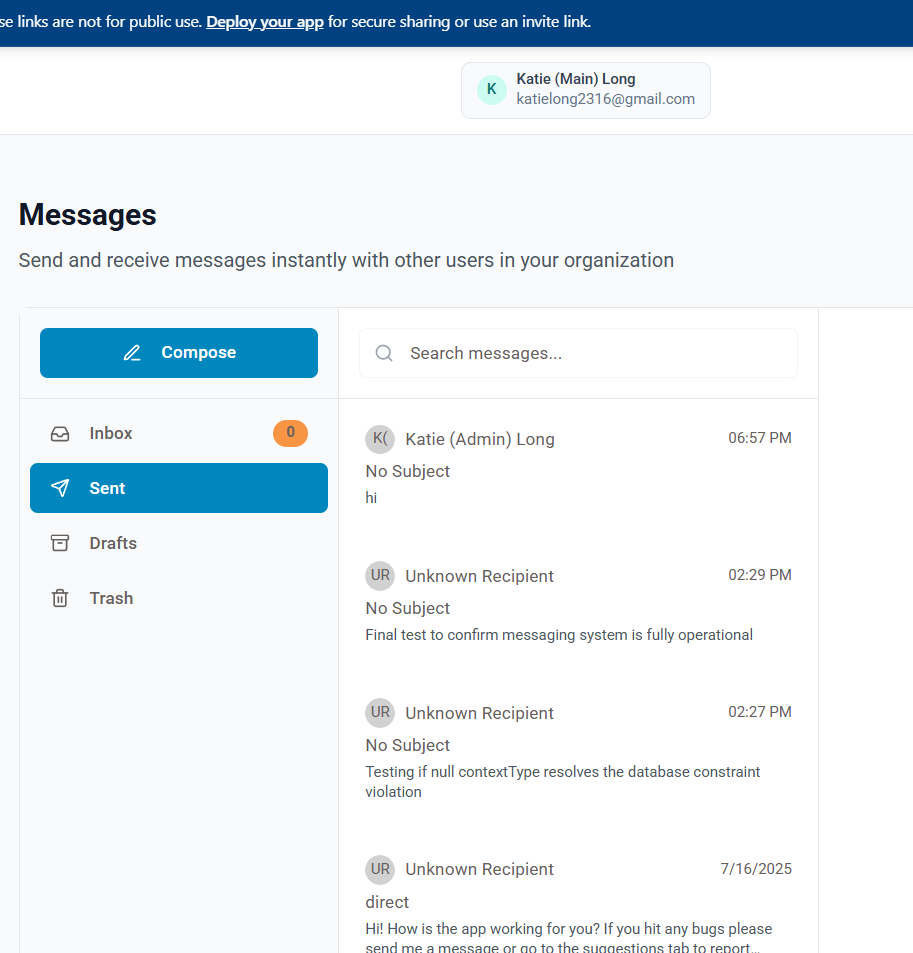 se links are not for public use. Deploy your app for secure sharing or use an invite link.
K
Katie (Main) Long
katielong2316@gmail.com
Messages
Send and receive messages instantly with other users in your organization
Compose
Search messages...
Inbox
0
Sent
Drafts
Trash
K(
Katie (Admin) Long
06:57 PM
No Subject
hi
UR
Unknown Recipient
02:29 PM
No Subject
Final test to confirm messaging system is fully operational
UR
Unknown Recipient
02:27 PM
No Subject
Testing if null contextType resolves the database constraint
violation
UR
Unknown Recipient
7/16/2025
direct
Hi! How is the app working for you? If you hit any bugs please
send me a message or go to the suggestions tab to report...